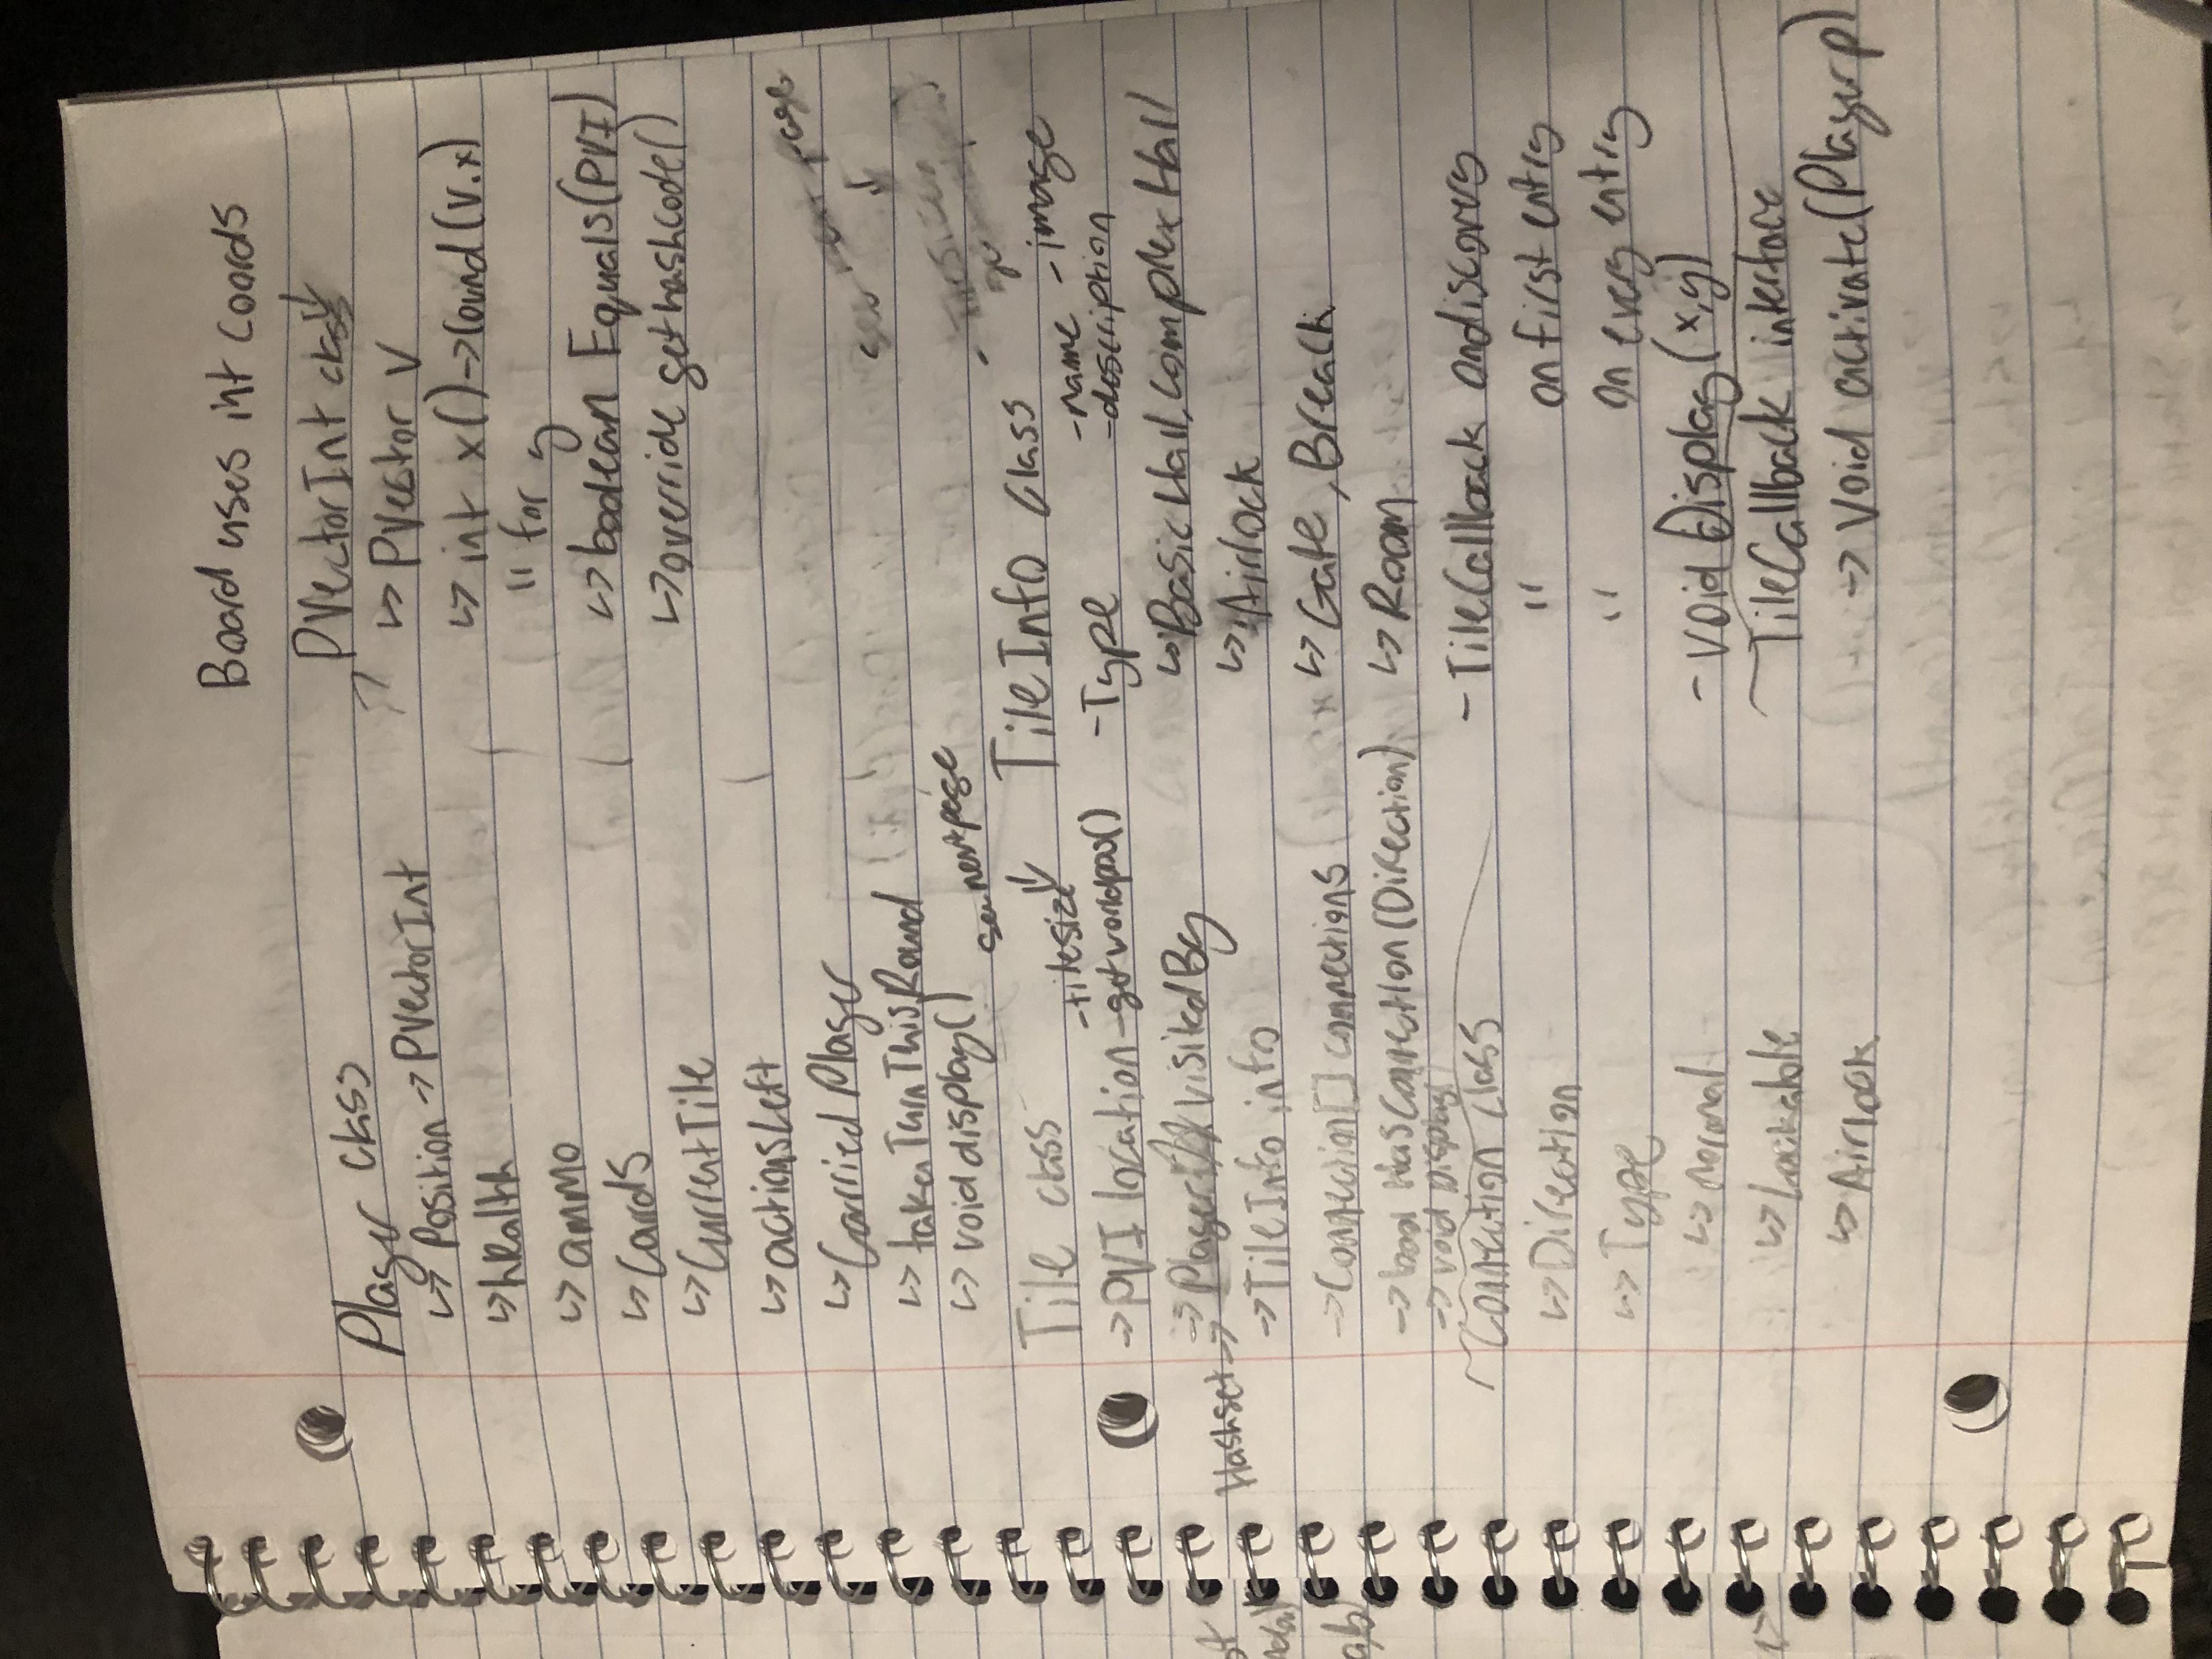 Board uses int coords
Player class
↳ Position → PVectorInt
↳ health
↳ ammo
↳ Cards
↳ CurrentTile
↳ actionsLeft
↳ Carried Player
↳ takenTurnThisRound
↳ void display()
PVectorInt class
↳ PVector v
↳ int x() → round(v.x)
" for y
↳ boolean Equals(PVI)
↳ override gethashcode()
see next page
Tile class
- tilesize
→ PVI location - getworldpos()
→ Player visitedBy
Hashset →
→ TileInfo info
→ Connection[] connections
→ bool HasConnection(Direction)
→ void Display()
Connection class
↳ Direction
↳ Type
↳ normal
↳ Lockable
↳ Airlock
see next page
- tilesize
TileInfo class
- Type
- name - image
- description
↳ Basic Hall, Complex Hall
↳ Airlock
↳ Gate, Breach
↳ Room
- TileCallback ondiscovery
" on first entry
" on every entry
- void Display(x,y)
TileCallback interface
→ void activate(Player p)